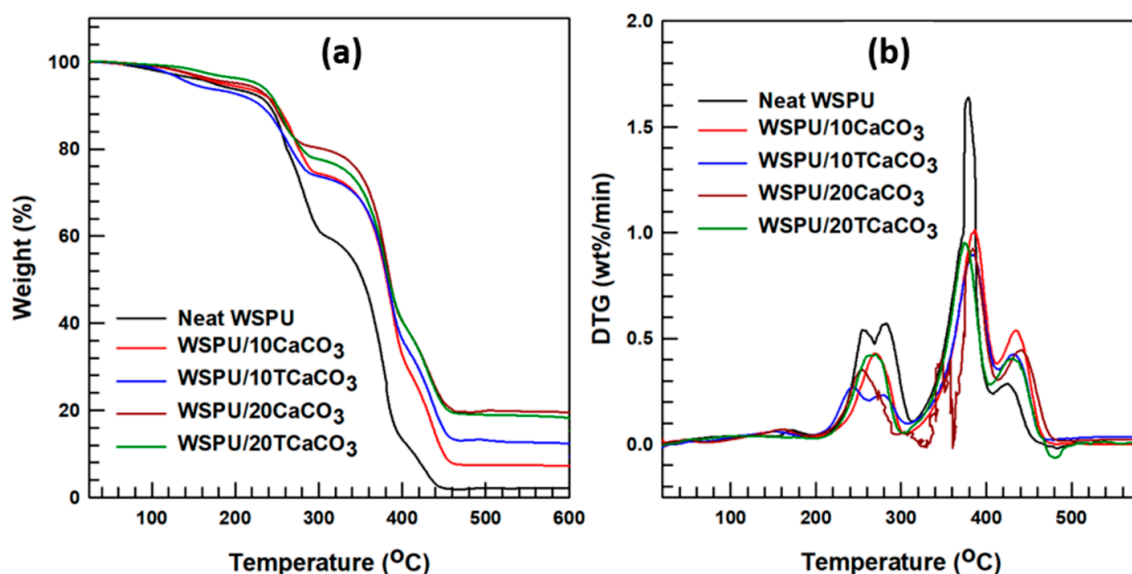 (a)
Weight (%)
100
80
60
40
20
0
Neat WSPU
WSPU/10CaCO3
WSPU/10TCaCO3
WSPU/20CaCO3
WSPU/20TCaCO3
100 200 300 400 500 600
Temperature (OC)
(b)
DTG (wt%/min)
2.0
1.5
1.0
0.5
0.0
Neat WSPU
WSPU/10CaCO3
WSPU/10TCaCO3
WSPU/20CaCO3
WSPU/20TCaCO3
100 200 300 400 500
Temperature (OC)